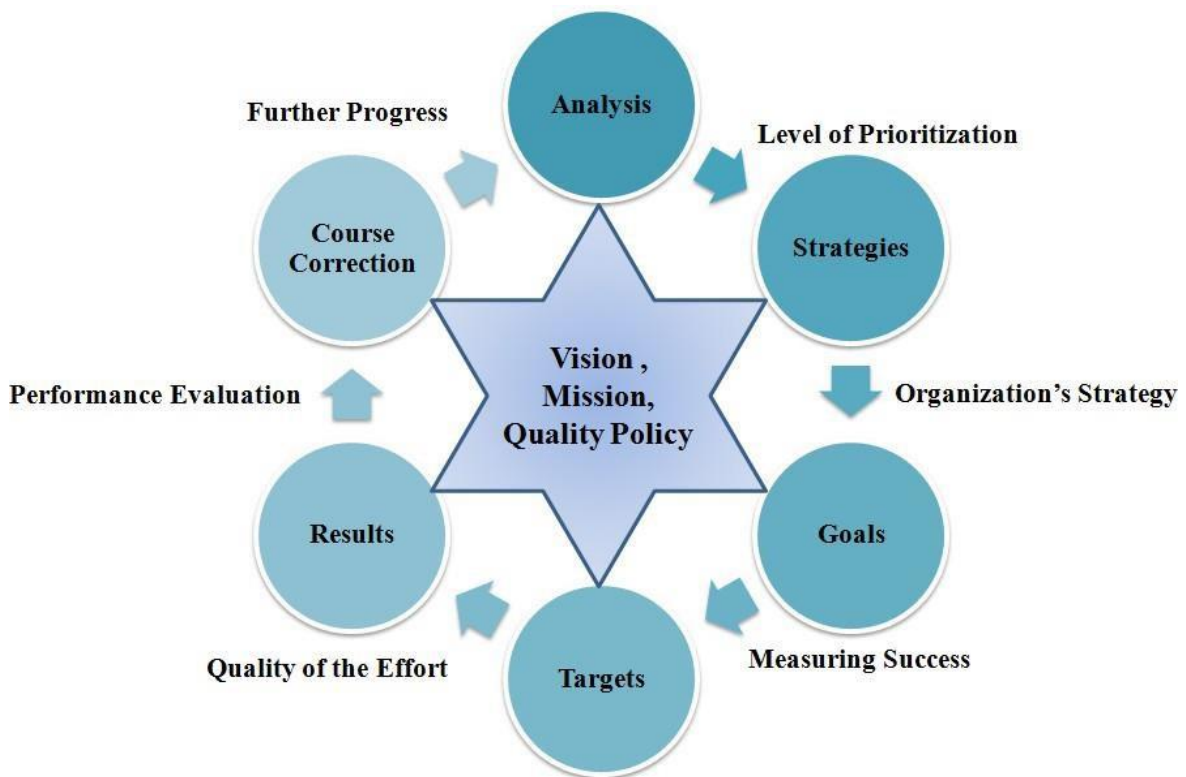 Analysis
Level of Prioritization
Strategies
Organization’s Strategy
Goals
Measuring Success
Targets
Quality of the Effort
Results
Performance Evaluation
Course
Correction
Further Progress
Vision ,
Mission,
Quality Policy